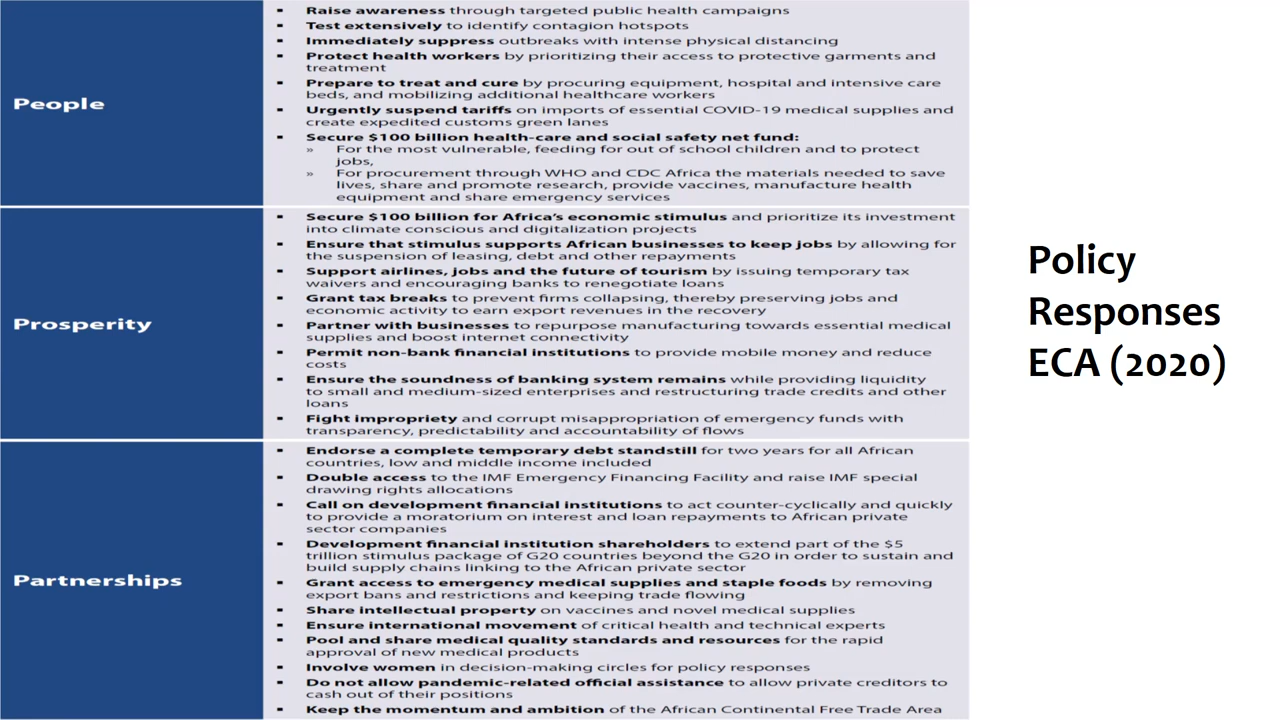 People
▪ Raise awareness through targeted public health campaigns
▪ Test extensively to identify contagion hotspots
▪ Immediately suppress outbreaks with intense physical distancing
▪ Protect health workers by prioritizing their access to protective garments and
treatment
▪ Prepare to treat and cure by procuring equipment, hospital and intensive care
beds, and mobilizing additional healthcare workers
▪ Urgently suspend tariffs on imports of essential COVID-19 medical supplies and
create expedited customs green lanes
▪ Secure $100 billion health-care and social safety net fund:
» For the most vulnerable, feeding for out of school children and to protect
jobs,
» For procurement through WHO and CDC Africa the materials needed to save
lives, share and promote research, provide vaccines, manufacture health
equipment and share emergency services
Prosperity
▪ Secure $100 billion for Africa's economic stimulus and prioritize its investment
into climate conscious and digitalization projects
▪ Ensure that stimulus supports African businesses to keep jobs by allowing for
the suspension of leasing, debt and other repayments
▪ Support airlines, jobs and the future of tourism by issuing temporary tax
waivers and encouraging banks to renegotiate loans
▪ Grant tax breaks to prevent firms collapsing, thereby preserving jobs and
economic activity to earn export revenues in the recovery
▪ Partner with businesses to repurpose manufacturing towards essential medical
supplies and boost internet connectivity
▪ Permit non-bank financial institutions to provide mobile money and reduce
costs
▪ Ensure the soundness of banking system remains while providing liquidity
to small and medium-sized enterprises and restructuring trade credits and other
loans
▪ Fight impropriety and corrupt misappropriation of emergency funds with
transparency, predictability and accountability of flows
Partnerships
▪ Endorse a complete temporary debt standstill for two years for all African
countries, low and middle income included
▪ Double access to the IMF Emergency Financing Facility and raise IMF special
drawing rights allocations
▪ Call on development financial institutions to act counter-cyclically and quickly
to provide a moratorium on interest and loan repayments to African private
sector companies
▪ Development financial institution shareholders to extend part of the $5
trillion stimulus package of G20 countries beyond the G20 in order to sustain and
build supply chains linking to the African private sector
▪ Grant access to emergency medical supplies and staple foods by removing
export bans and restrictions and keeping trade flowing
▪ Share intellectual property on vaccines and novel medical supplies
▪ Ensure international movement of critical health and technical experts
▪ Pool and share medical quality standards and resources for the rapid
approval of new medical products
▪ Involve women in decision-making circles for policy responses
▪ Do not allow pandemic-related official assistance to allow private creditors to
cash out of their positions
▪ Keep the momentum and ambition of the African Continental Free Trade Area
Policy
Responses
ECA (2020)